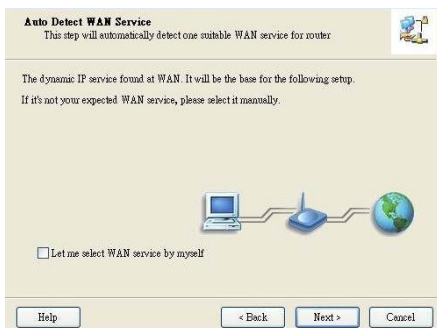 Auto Detect WAN Service
This step will automatically detect one suitable WAN service for router
The dynamic IP service found at WAN. It will be the base for the following setup.
If it's not your expected WAN service, please select it manually.
Let me select WAN service by myself
Help
< Back
Next >
Cancel